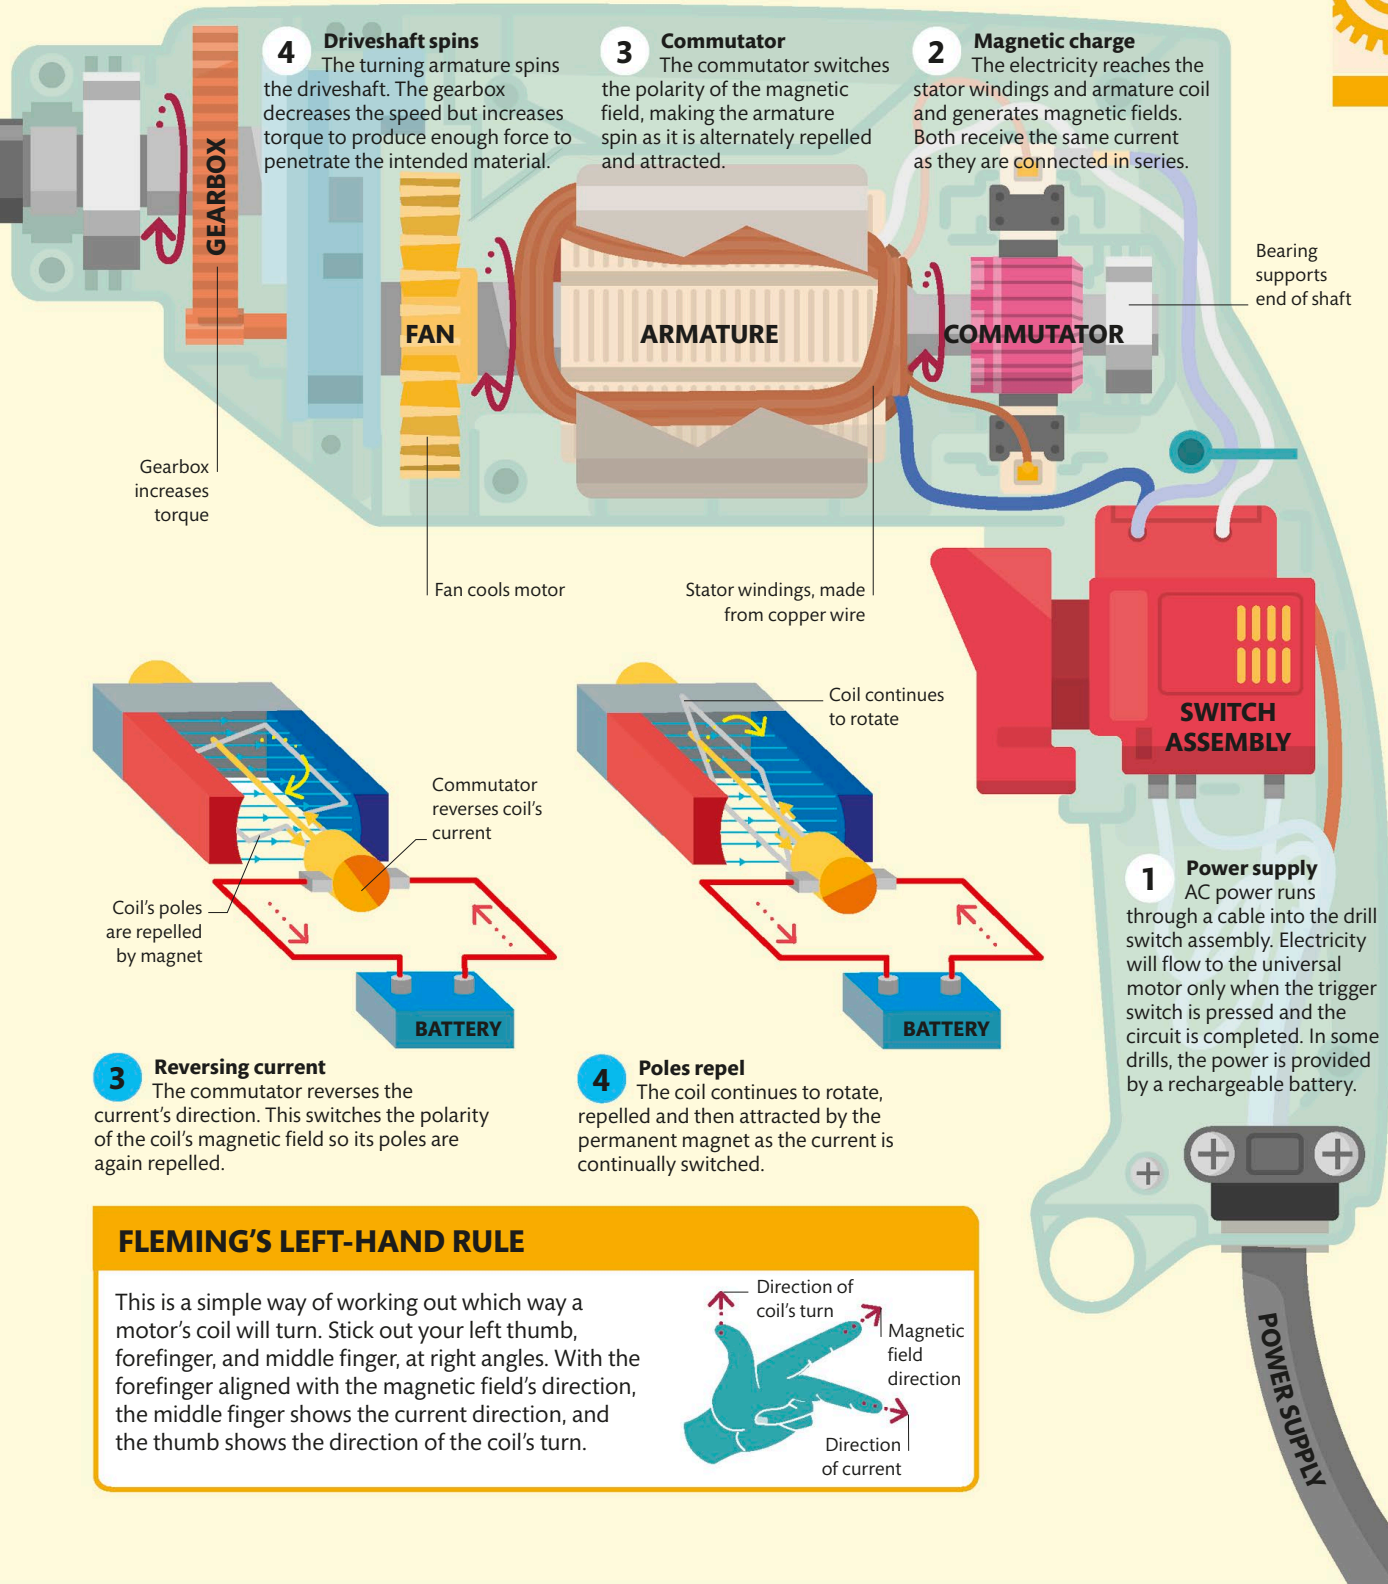 4
Driveshaft spins
The turning armature spins
the driveshaft. The gearbox
decreases the speed but increases
torque to produce enough force to
penetrate the intended material.
3
Commutator
The commutator switches
the polarity of the magnetic
field, making the armature
spin as it is alternately repelled
and attracted.
2
Magnetic charge
The electricity reaches the
stator windings and armature coil
and generates magnetic fields.
Both receive the same current
as they are connected in series.
GEARBOX
FAN
ARMATURE
COMMUTATOR
Bearing
supports
end of shaft
Gearbox
increases
torque
Fan cools motor
Stator windings, made
from copper wire
SWITCH
ASSEMBLY
Coil continues
to rotate
Commutator
reverses coil's
current
Coil's poles
are repelled
by magnet
BATTERY
BATTERY
1
Power supply
AC power runs
through a cable into the drill
switch assembly. Electricity
will flow to the universal
motor only when the trigger
switch is pressed and the
circuit is completed. In some
drills, the power is provided
by a rechargeable battery.
3
Reversing current
The commutator reverses the
current's direction. This switches the polarity
of the coil's magnetic field so its poles are
again repelled.
4
Poles repel
The coil continues to rotate,
repelled and then attracted by the
permanent magnet as the current is
continually switched.
FLEMING'S LEFT-HAND RULE
This is a simple way of working out which way a
motor's coil will turn. Stick out your left thumb,
forefinger, and middle finger, at right angles. With the
forefinger aligned with the magnetic field's direction,
the middle finger shows the current direction, and
the thumb shows the direction of the coil's turn.
Direction of
coil's turn
Magnetic
field
direction
Direction
of current
POWER SUPPLY